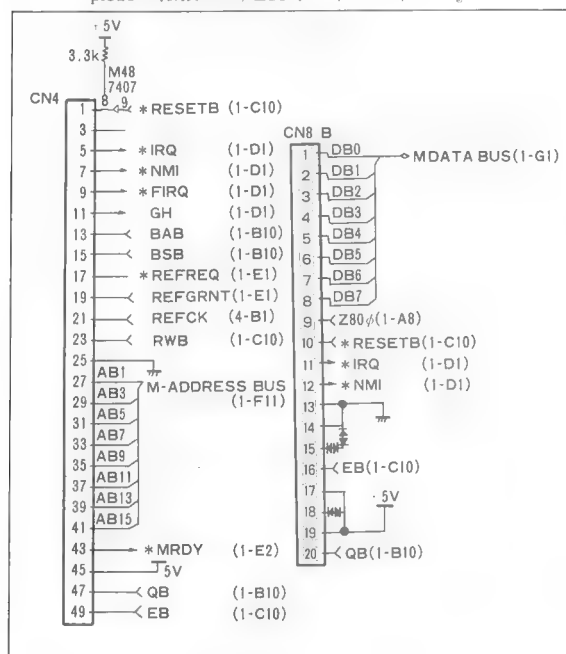 5V
3.3k
M48
7407
CN4
8 9
1 *RESETB (1-C10)
3
5 *IRQ (1-D1)
7 *NMI (1-D1)
9 *FIRQ (1-D1)
11 GH (1-D1)
13 BAB (1-B10)
15 BSB (1-B10)
17 *REFREQ (1-E1)
19 REFGRNT(1-E1)
21 REFCK (4-B1)
23 RWB (1-C10)
25
27 AB1 M-ADDRESS BUS
29 AB3 (1-F11)
31 AB5
33 AB7
35 AB9
37 AB11
39 AB13
41 AB15
43 *MRDY (1-E2)
45 5V
47 QB (1-B10)
49 EB (1-C10)
CN8 B
1 DB0 MDATA BUS(1-G1)
2 DB1
3 DB2
4 DB3
5 DB4
6 DB5
7 DB6
8 DB7
9 Z80φ(1-A8)
10 *RESETB(1-C10)
11 *IRQ (1-D1)
12 *NMI (1-D1)
13
14
15
16 EB(1-C10)
17 5V
18
19
20 QB(1-B10)